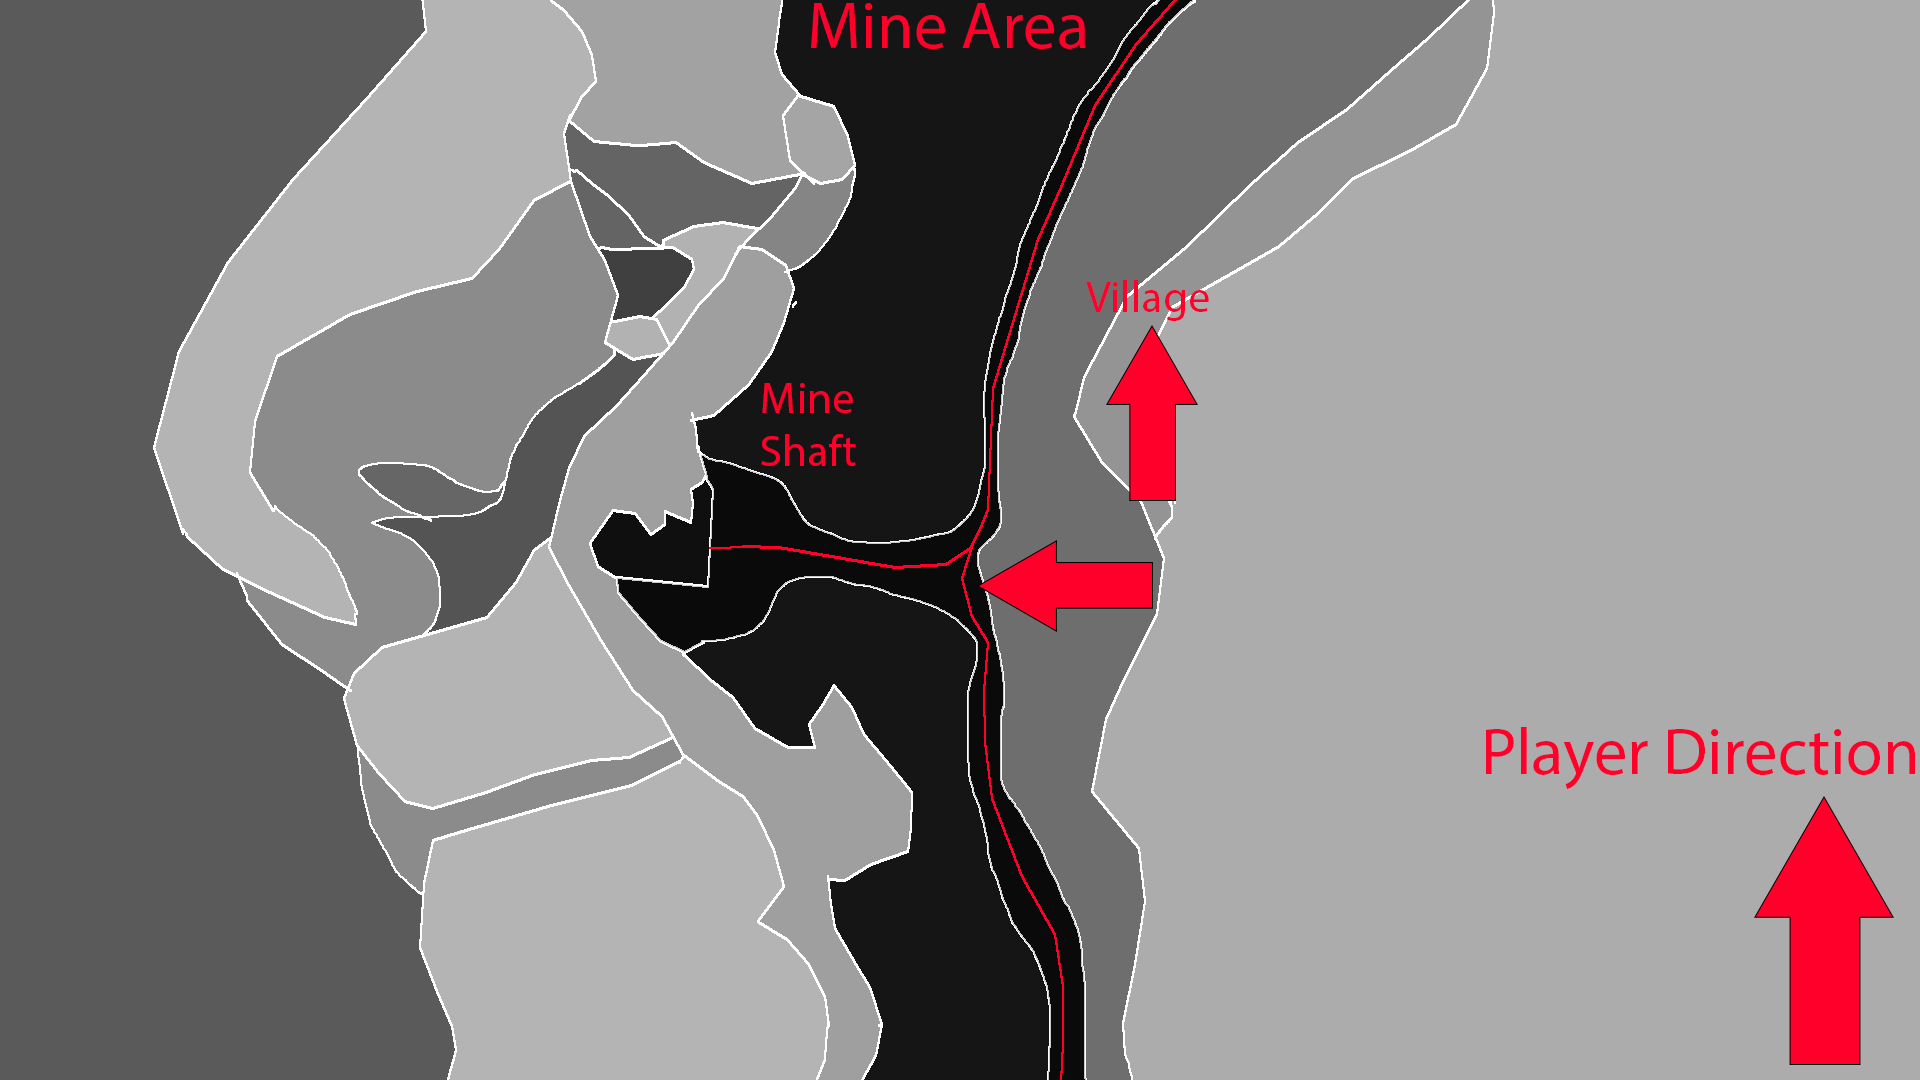 Mine Area
Village
Mine
Shaft
Player Direction